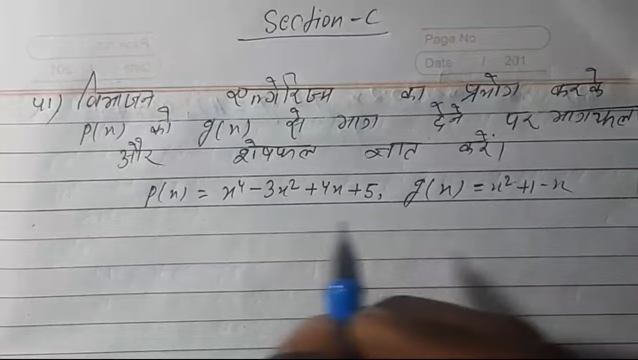 Section-C
Page No
Date / / 201
41) विभाजन एल्गोरिज्म का प्रयोग करके
p(x) को g(x) से भाग देने पर भागफल
और शेषफल ज्ञात करें।
p(x) = x⁴-3x²+4x+5, g(x) = x²+1-x